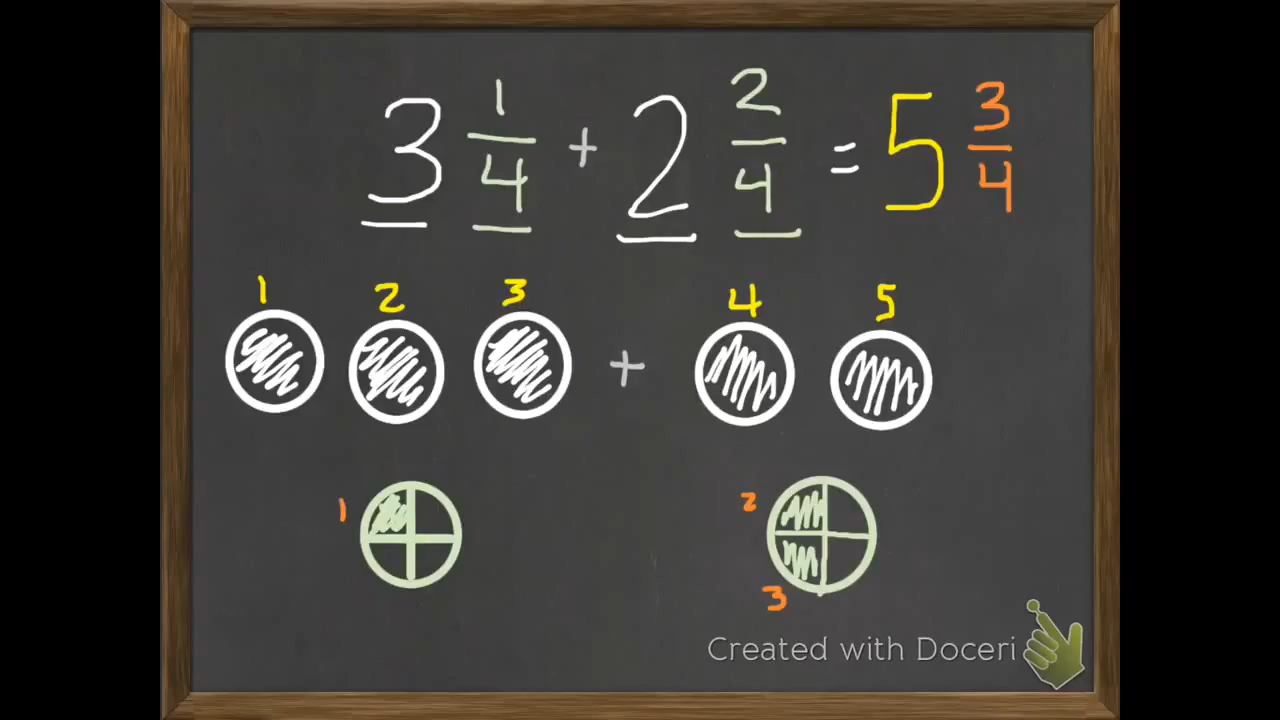 3 1/4 + 2 2/4 = 5 3/4
1 2 3 + 4 5
1 2
3
Created with Doceri